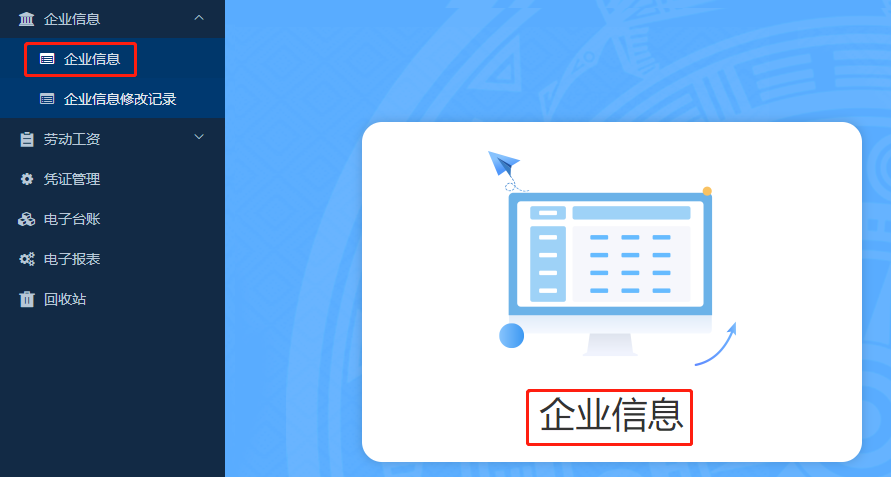 企业信息
企业信息
企业信息修改记录
劳动工资
凭证管理
电子台账
电子报表
回收站
企业信息